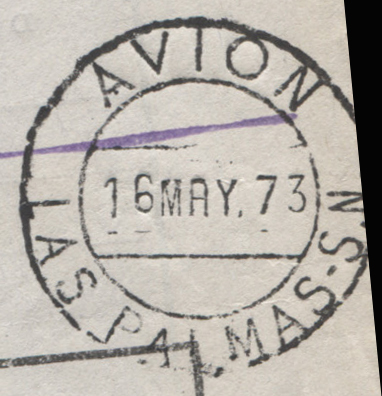 AVION
16 MAY. 73
LAS PALMAS-S.N